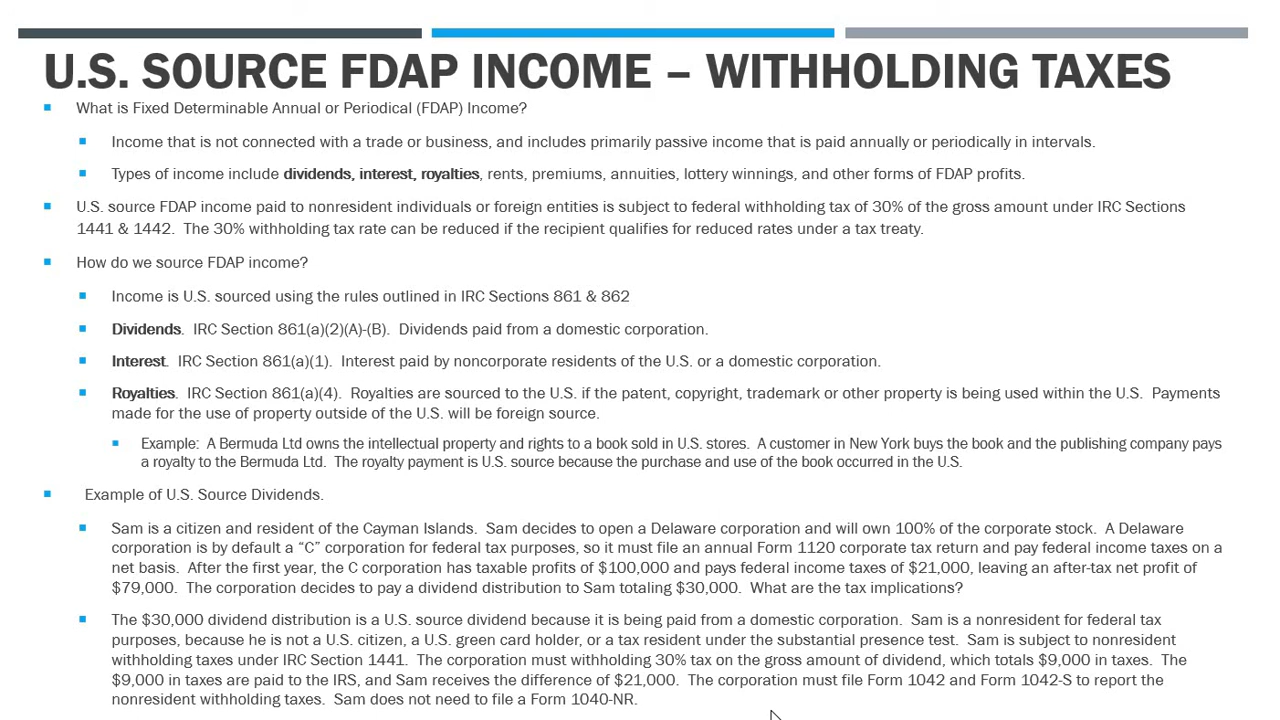 U.S. SOURCE FDAP INCOME – WITHHOLDING TAXES
What is Fixed Determinable Annual or Periodical (FDAP) Income?
Income that is not connected with a trade or business, and includes primarily passive income that is paid annually or periodically in intervals.
Types of income include dividends, interest, royalties, rents, premiums, annuities, lottery winnings, and other forms of FDAP profits.
U.S. source FDAP income paid to nonresident individuals or foreign entities is subject to federal withholding tax of 30% of the gross amount under IRC Sections
1441 & 1442.  The 30% withholding tax rate can be reduced if the recipient qualifies for reduced rates under a tax treaty.
How do we source FDAP income?
Income is U.S. sourced using the rules outlined in IRC Sections 861 & 862
Dividends.  IRC Section 861(a)(2)(A)-(B).  Dividends paid from a domestic corporation.
Interest.  IRC Section 861(a)(1).  Interest paid by noncorporate residents of the U.S. or a domestic corporation.
Royalties.  IRC Section 861(a)(4).  Royalties are sourced to the U.S. if the patent, copyright, trademark or other property is being used within the U.S.  Payments
made for the use of property outside of the U.S. will be foreign source.
Example:  A Bermuda Ltd owns the intellectual property and rights to a book sold in U.S. stores.  A customer in New York buys the book and the publishing company pays
a royalty to the Bermuda Ltd.  The royalty payment is U.S. source because the purchase and use of the book occurred in the U.S.
Example of U.S. Source Dividends.
Sam is a citizen and resident of the Cayman Islands.  Sam decides to open a Delaware corporation and will own 100% of the corporate stock.  A Delaware
corporation is by default a “C” corporation for federal tax purposes, so it must file an annual Form 1120 corporate tax return and pay federal income taxes on a
net basis.  After the first year, the C corporation has taxable profits of $100,000 and pays federal income taxes of $21,000, leaving an after-tax net profit of
$79,000.  The corporation decides to pay a dividend distribution to Sam totaling $30,000.  What are the tax implications?
The $30,000 dividend distribution is a U.S. source dividend because it is being paid from a domestic corporation.  Sam is a nonresident for federal tax
purposes, because he is not a U.S. citizen, a U.S. green card holder, or a tax resident under the substantial presence test.  Sam is subject to nonresident
withholding taxes under IRC Section 1441.  The corporation must withholding 30% tax on the gross amount of dividend, which totals $9,000 in taxes.  The
$9,000 in taxes are paid to the IRS, and Sam receives the difference of $21,000.  The corporation must file Form 1042 and Form 1042-S to report the
nonresident withholding taxes.  Sam does not need to file a Form 1040-NR.